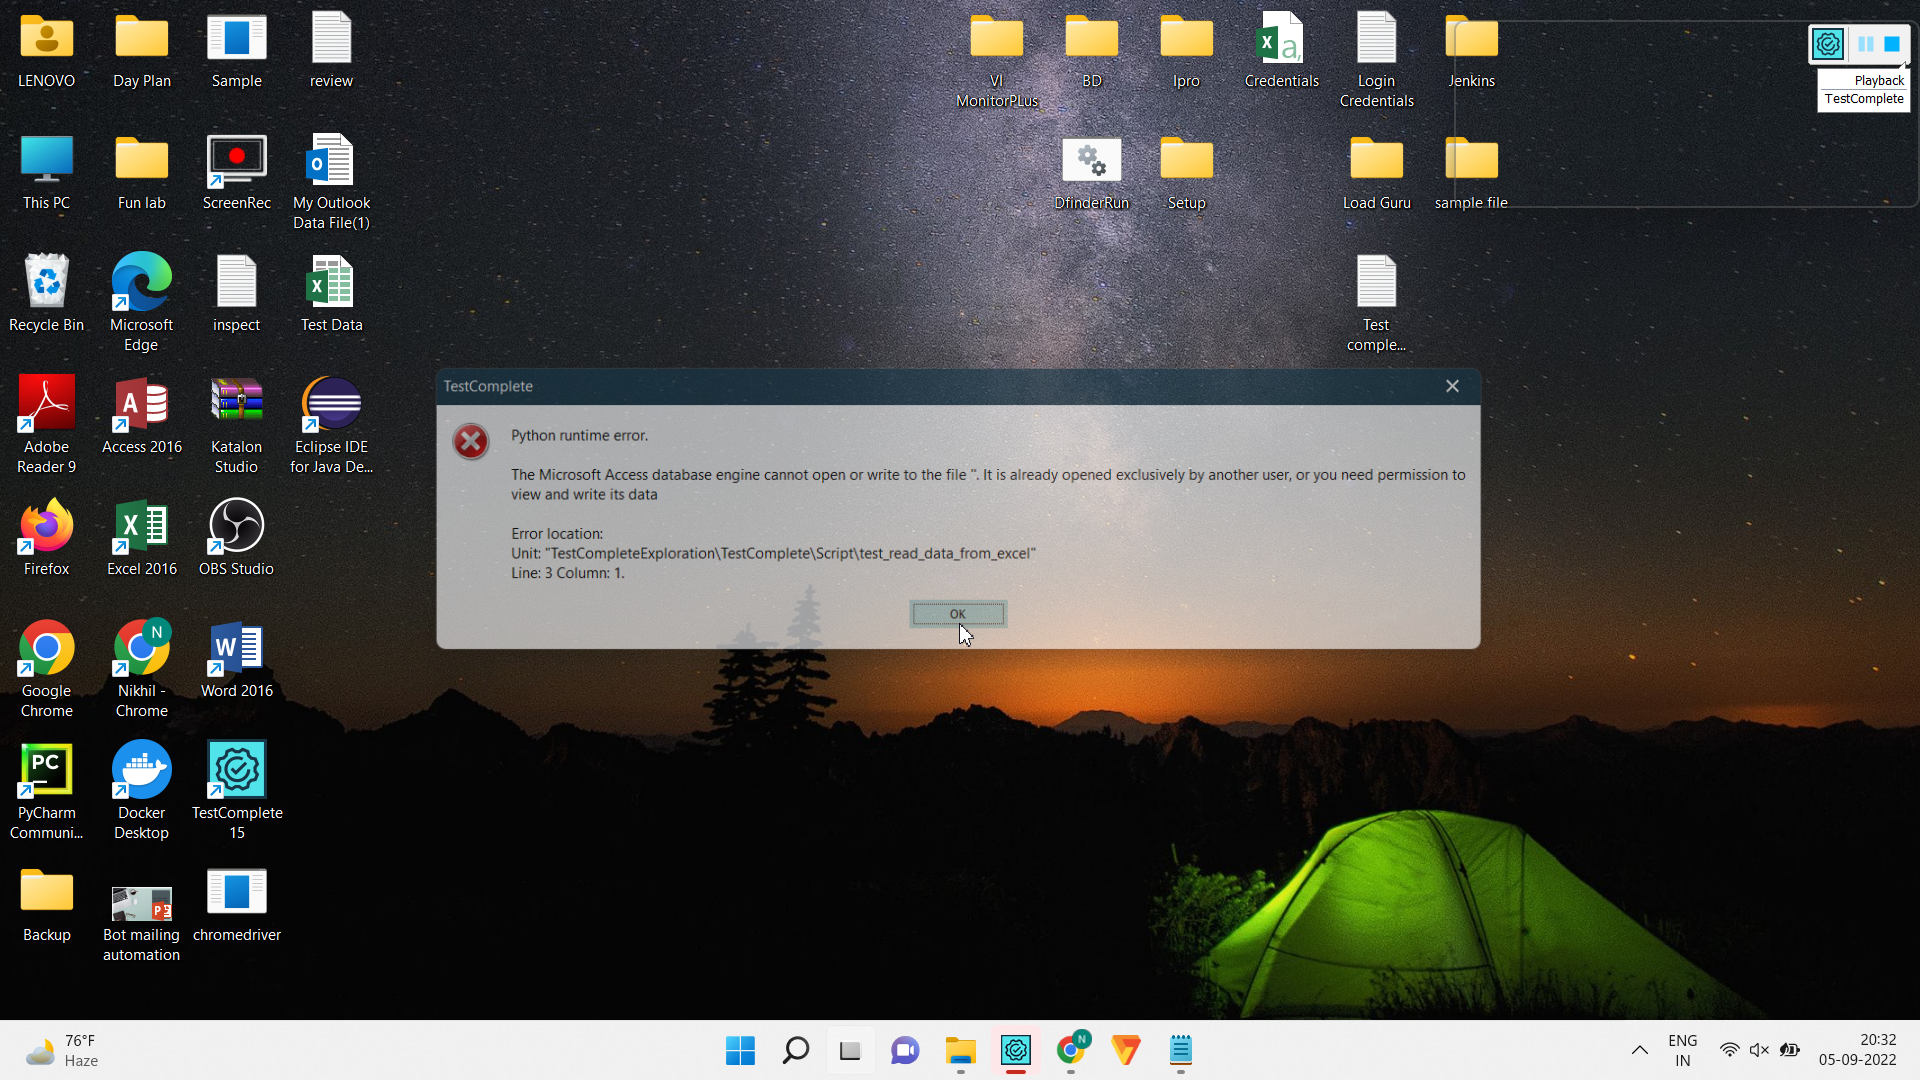 LENOVO
Day Plan
Sample
review
VI
MonitorPLus
BD
Ipro
Credentials
Login
Credentials
Jenkins
Playback
TestComplete
This PC
Fun lab
ScreenRec
My Outlook
Data File(1)
DfinderRun
Setup
Load Guru
sample file
Recycle Bin
Microsoft
Edge
inspect
Test Data
Test
comple...
TestComplete
Python runtime error.
The Microsoft Access database engine cannot open or write to the file ''. It is already opened exclusively by another user, or you need permission to
view and write its data
Error location:
Unit: "TestCompleteExploration\TestComplete\Script\test_read_data_from_excel"
Line: 3 Column: 1.
OK
Adobe
Reader 9
Access 2016
Katalon
Studio
Eclipse IDE
for Java De...
Firefox
Excel 2016
OBS Studio
Google
Chrome
N
Nikhil -
Chrome
Word 2016
PC
PyCharm
Communi...
Docker
Desktop
TestComplete
15
Backup
Bot mailing
automation
chromedriver
76°F
Haze
N
ENG
IN
20:32
05-09-2022